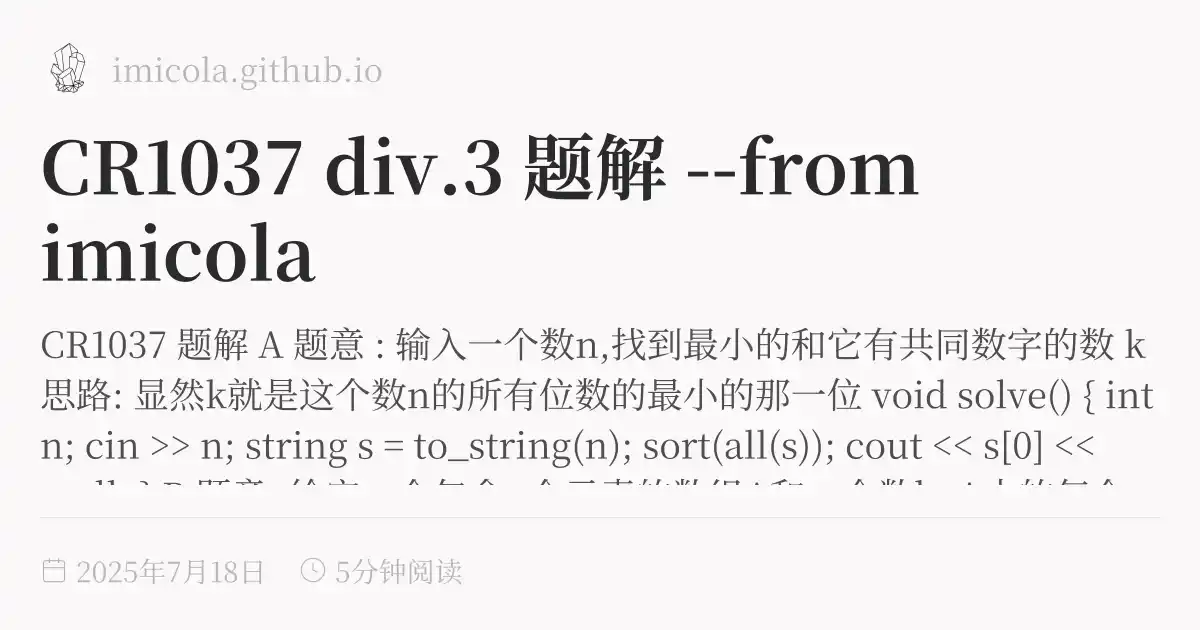 imicola.github.io
CR1037 div.3 题解 --from
imicola
CR1037 题解 A 题意 : 输入一个数n,找到最小的和它有共同数字的数 k
思路: 显然k就是这个数n的所有位数的最小的那一位 void solve() { int
n; cin >> n; string s = to_string(n); sort(all(s)); cout << s[0] <<
2025年7月18日 5分钟阅读